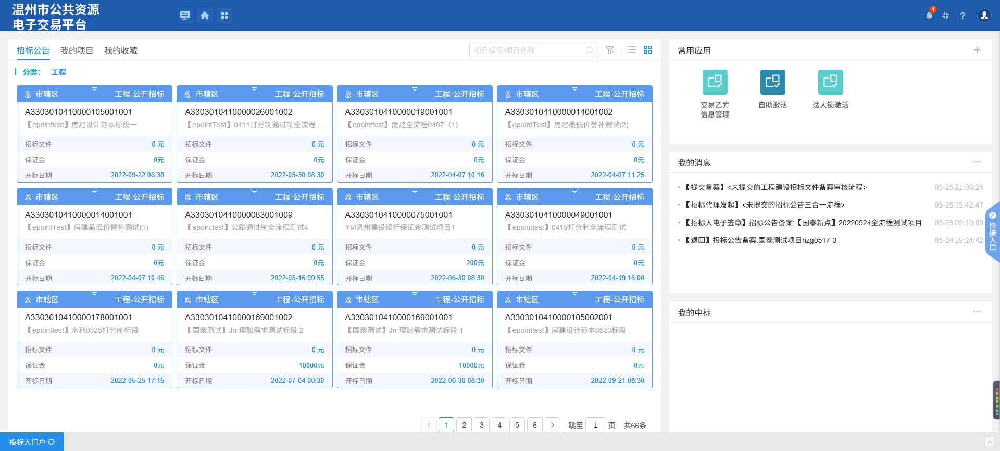 温州市公共资源
电子交易平台
4
?
招标公告 我的项目 我的收藏
项目编号/项目名称
分类： 工程
市辖区 工程-公开招标
A3303010410000105001001
【epointtest】房建设计范本标段一
招标文件 0 元
保证金 0元
开标日期 2022-09-22 08:30
市辖区 工程-公开招标
A3303010410000026001002
【epointTest】0411打分制通过制全流程...
招标文件 0 元
保证金 0元
开标日期 2022-05-30 08:30
市辖区 工程-公开招标
A3303010410000019001001
【epointtest】房建全流程0407（1）
招标文件 0 元
保证金 0元
开标日期 2022-04-07 10:16
市辖区 工程-公开招标
A3303010410000014001002
【epointTest】房建最低价替补测试(2)
招标文件 0 元
保证金 0元
开标日期 2022-04-07 11:25
市辖区 工程-公开招标
A3303010410000014001001
【epointTest】房建最低价替补测试(1)
招标文件 0 元
保证金 0元
开标日期 2022-04-07 10:46
市辖区 工程-公开招标
A3303010410000063001009
【epointtest】公路通过制全流程测试4
招标文件 0 元
保证金 0元
开标日期 2022-05-16 09:55
市辖区 工程-公开招标
A3303010410000075001001
YM温州建设银行保证金测试项目1
招标文件 0 元
保证金 200元
开标日期 2022-06-30 08:30
市辖区 工程-公开招标
A3303010410000049001001
【epointtest】0419打分制全流程测试
招标文件 0 元
保证金 0元
开标日期 2022-04-19 16:00
市辖区 工程-公开招标
A3303010410000178001001
【epointtest】水利0525打分制标段一
招标文件 0 元
保证金 0元
开标日期 2022-05-25 17:15
市辖区 工程-公开招标
A3303010410000169001002
【国泰测试】Jn-理赔需求测试标段 2
招标文件 0 元
保证金 10000元
开标日期 2022-07-04 08:30
市辖区 工程-公开招标
A3303010410000169001001
【国泰测试】Jn-理赔需求测试标段 1
招标文件 0 元
保证金 10000元
开标日期 2022-06-30 08:30
市辖区 工程-公开招标
A3303010410000105002001
【epointtest】房建设计范本0523标段
招标文件 0 元
保证金 0元
开标日期 2022-09-21 08:30
< 1 2 3 4 5 6 > 跳至 1 页 共66条
常用应用
交易乙方
信息管理
自助激活
法人锁激活
我的消息
【提交备案】<未提交的工程建设招标文件备案审核流程> 05-25 21:36:24
【招标代理发起】<未提交的招标公告三合一流程> 05-25 15:42:47
【招标人电子签章】招标公告备案:【国泰新点】20220524全流程测试项目 05-25 09:10:09
【退回】招标公告备案:国泰测试项目hzg0517-3 05-24 19:24:42
我的中标
快捷入口
投标人门户